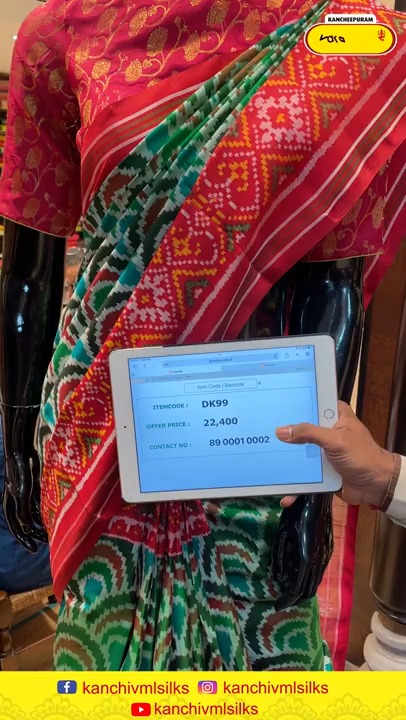 KANCHEEPURAM
Item Code / Barcode
ITEMCODE : DK99
OFFER PRICE : 22,400
CONTACT NO : 89 0001 0002
kanchivmlsilks kanchivmlsilks
kanchivmlsilks